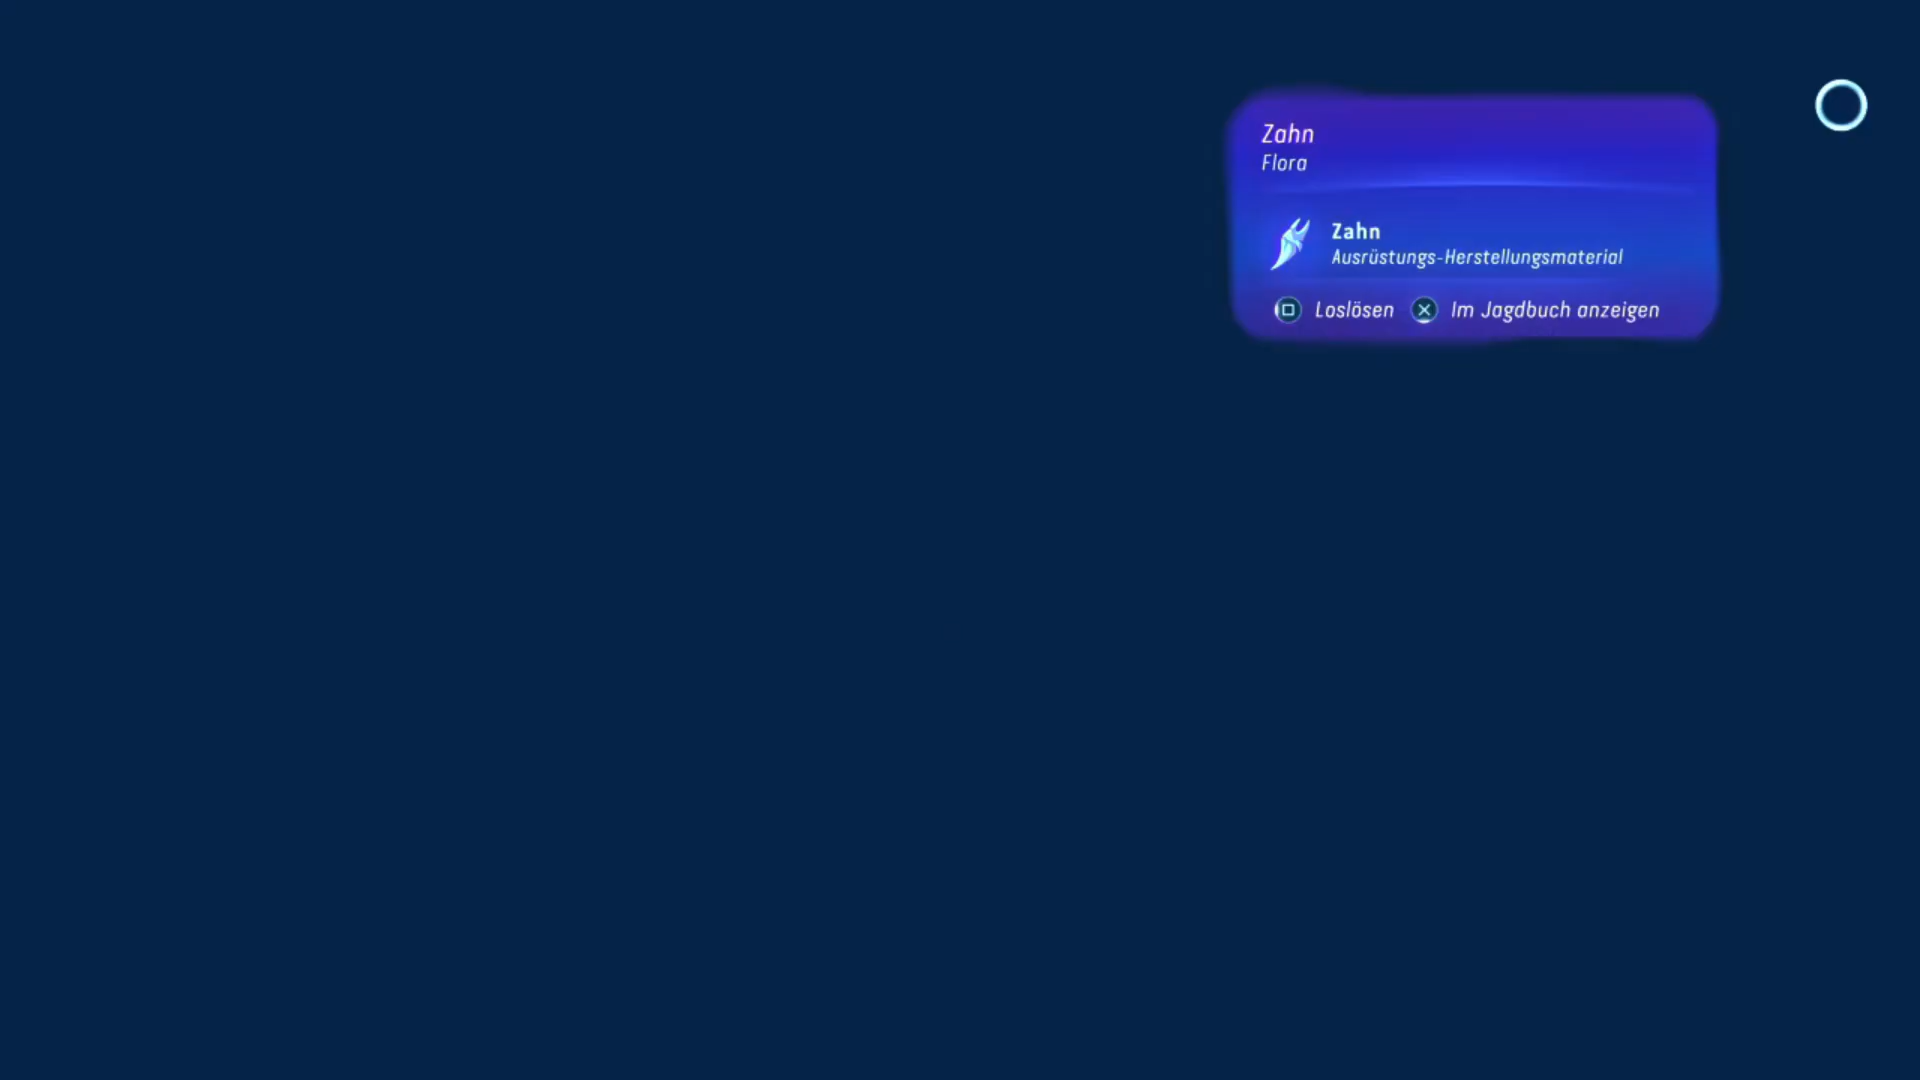 Zahn
Flora
Zahn
Ausrüstungs-Herstellungsmaterial
Loslösen Im Jagdbuch anzeigen